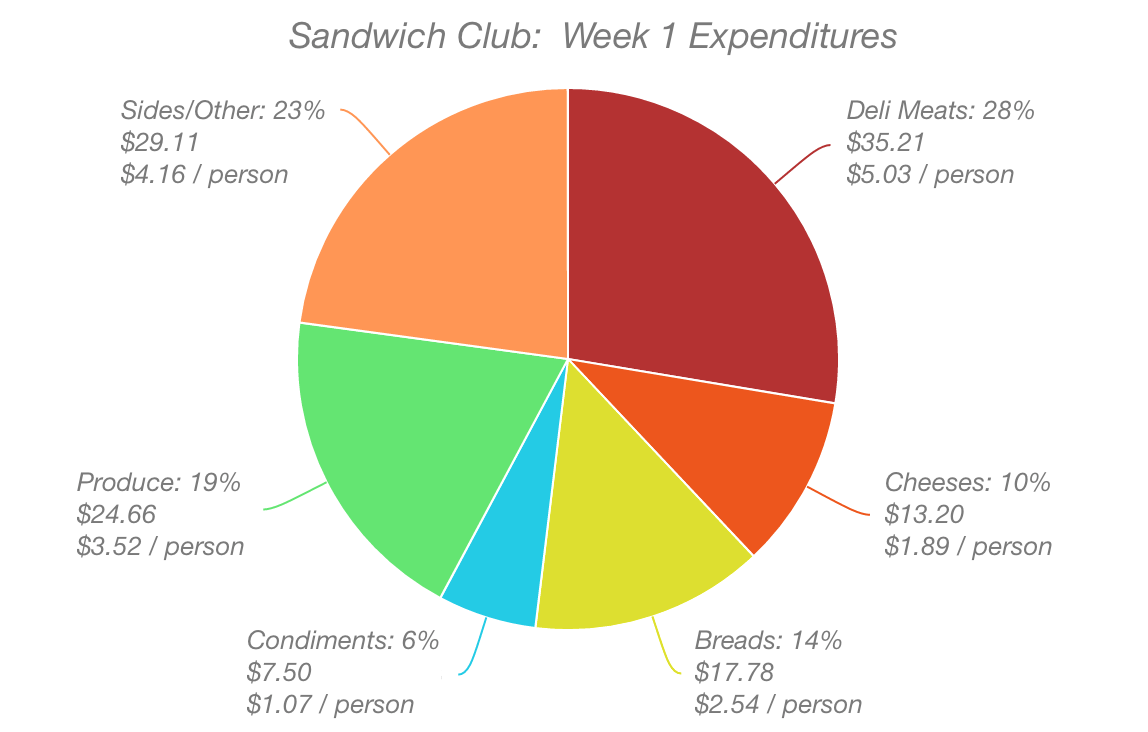 Sandwich Club:  Week 1 Expenditures
Sides/Other: 23%
$29.11
$4.16 / person
Deli Meats: 28%
$35.21
$5.03 / person
Produce: 19%
$24.66
$3.52 / person
Cheeses: 10%
$13.20
$1.89 / person
Condiments: 6%
$7.50
$1.07 / person
Breads: 14%
$17.78
$2.54 / person